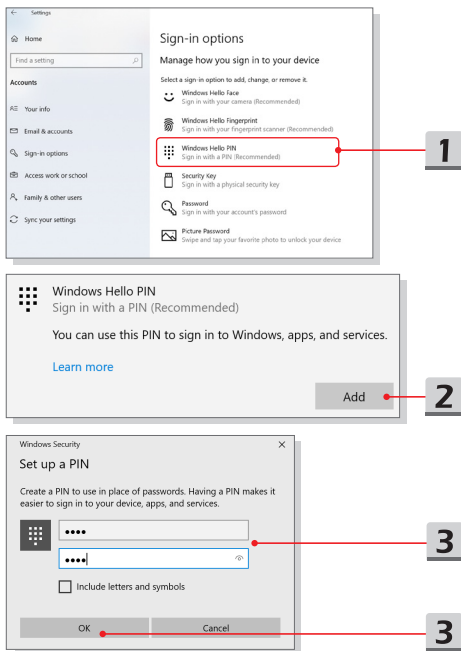 Settings
Home
Find a setting
Accounts
Your info
Email & accounts
Sign-in options
Access work or school
Family & other users
Sync your settings
Sign-in options
Manage how you sign in to your device
Select a sign-in option to add, change, or remove it.
Windows Hello Face
Sign in with your camera (Recommended)
Windows Hello Fingerprint
Sign in with your fingerprint scanner (Recommended)
Windows Hello PIN
Sign in with a PIN (Recommended)
Security Key
Sign in with a physical security key
Password
Sign in with your account's password
Picture Password
Swipe and tap your favorite photo to unlock your device
1
Windows Hello PIN
Sign in with a PIN (Recommended)
You can use this PIN to sign in to Windows, apps, and services.
Learn more
Add
2
Windows Security
Set up a PIN
Create a PIN to use in place of passwords. Having a PIN makes it
easier to sign in to your device, apps, and services.
••••
••••
3
Include letters and symbols
OK Cancel
3